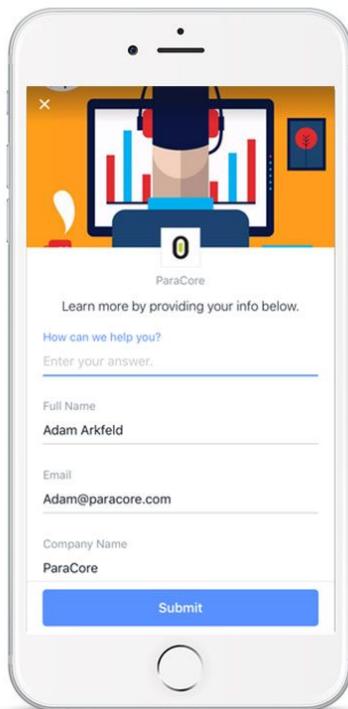 ParaCore
Learn more by providing your info below.
How can we help you?
Enter your answer.
Full Name
Adam Arkfeld
Email
Adam@paracore.com
Company Name
ParaCore
Submit